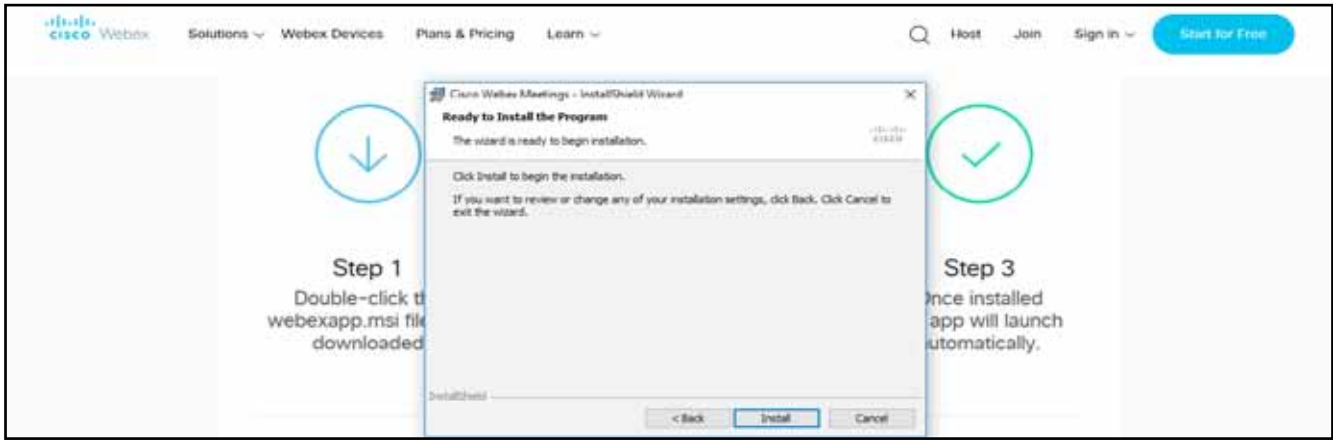 cisco Webex Solutions Webex Devices Plans & Pricing Learn Host Join Sign in Start for Free
Cisco Webex Meetings - InstallShield Wizard
Ready to Install the Program
The wizard is ready to begin installation.
cisco
Click Install to begin the installation.
If you want to review or change any of your installation settings, click Back. Click Cancel to
exit the wizard.
Step 1
Double-click th
webexapp.msi file
downloaded
Step 3
Once installed
app will launch
automatically.
InstallShield
< Back Install Cancel